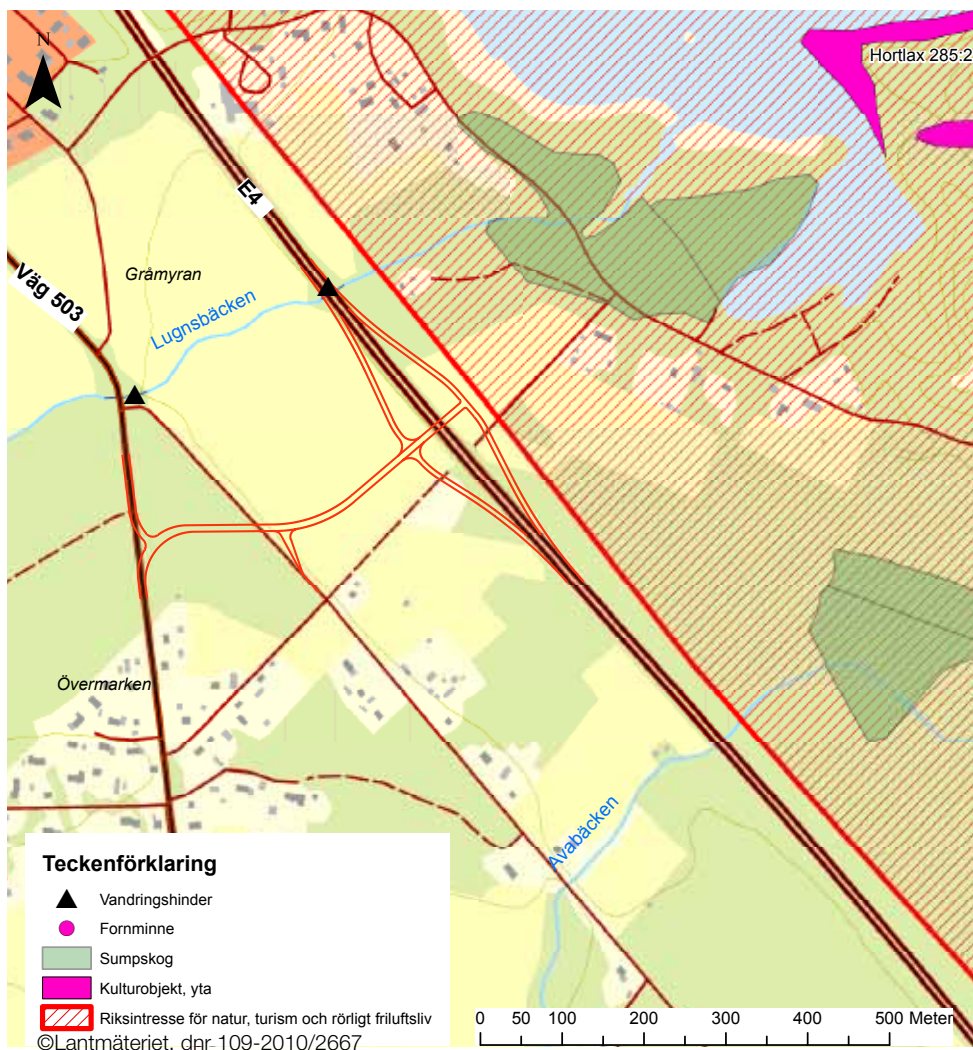 N
Hortlax 285:2
E4
Gråmyran
Väg 503
Lugnsbäcken
Övermarken
Avabäcken
Teckenförklaring
Vandringshinder
Fornminne
Sumpskog
Kulturobjekt, yta
Riksintresse för natur, turism och rörligt friluftsliv
0 50 100 200 300 400 500 Meter
©Lantmäteriet, dnr 109-2010/2667